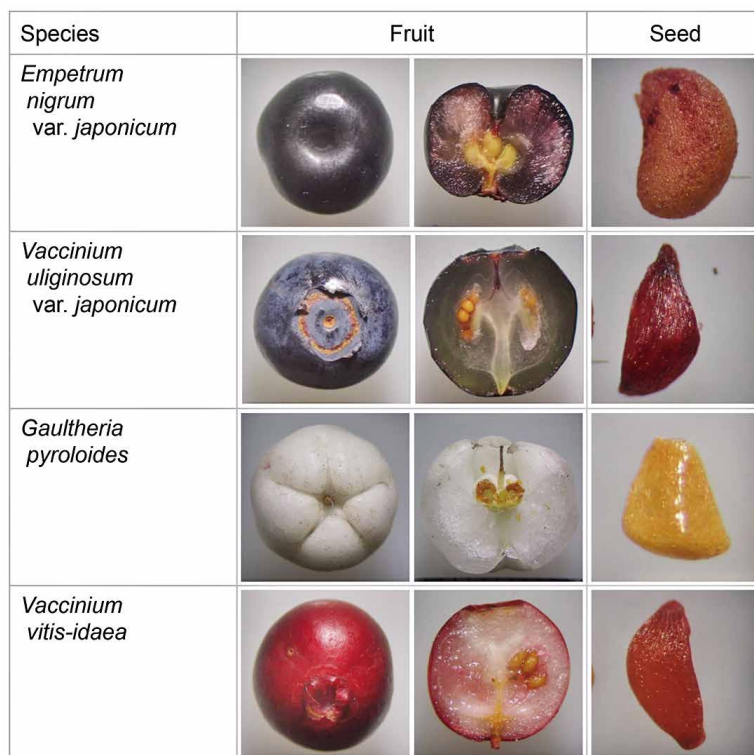 Species Fruit Seed
Empetrum
nigrum
var. japonicum
Vaccinium
uliginosum
var. japonicum
Gaultheria
pyroloides
Vaccinium
vitis-idaea